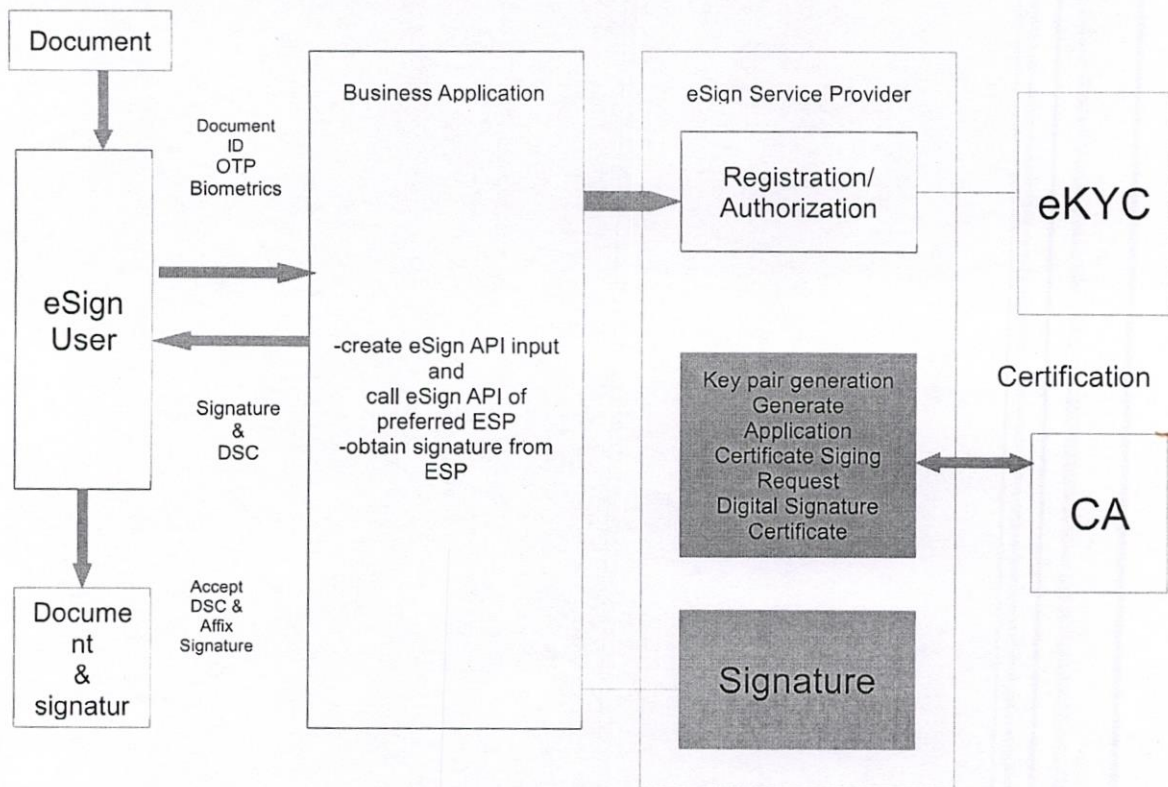 Document
Document
ID
OTP
Biometrics
eSign
User
Signature
&
DSC
Docume
nt
&
signatur
Accept
DSC &
Affix
Signature
Business Application
-create eSign API input
and
call eSign API of
preferred ESP
-obtain signature from
ESP
eSign Service Provider
Registration/
Authorization
Key pair generation
Generate
Application
Certificate Siging
Request
Digital Signature
Certificate
Signature
eKYC
Certification
CA